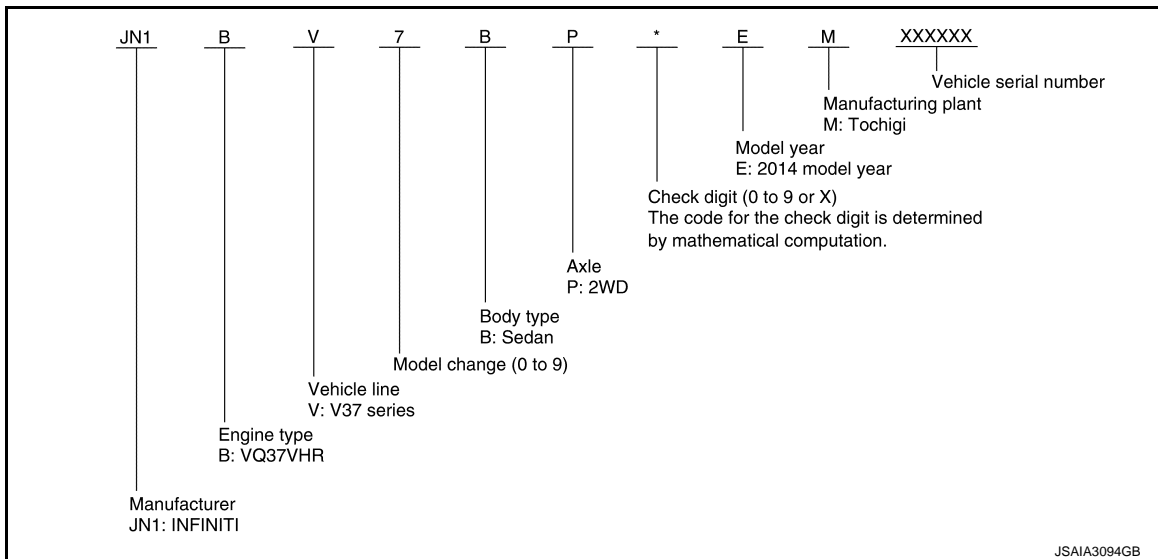 JN1 B V 7 B P * E M XXXXXX
Vehicle serial number
Manufacturing plant
M: Tochigi
Model year
E: 2014 model year
Check digit (0 to 9 or X)
The code for the check digit is determined
by mathematical computation.
Axle
P: 2WD
Body type
B: Sedan
Model change (0 to 9)
Vehicle line
V: V37 series
Engine type
B: VQ37VHR
Manufacturer
JN1: INFINITI
JSAIA3094GB